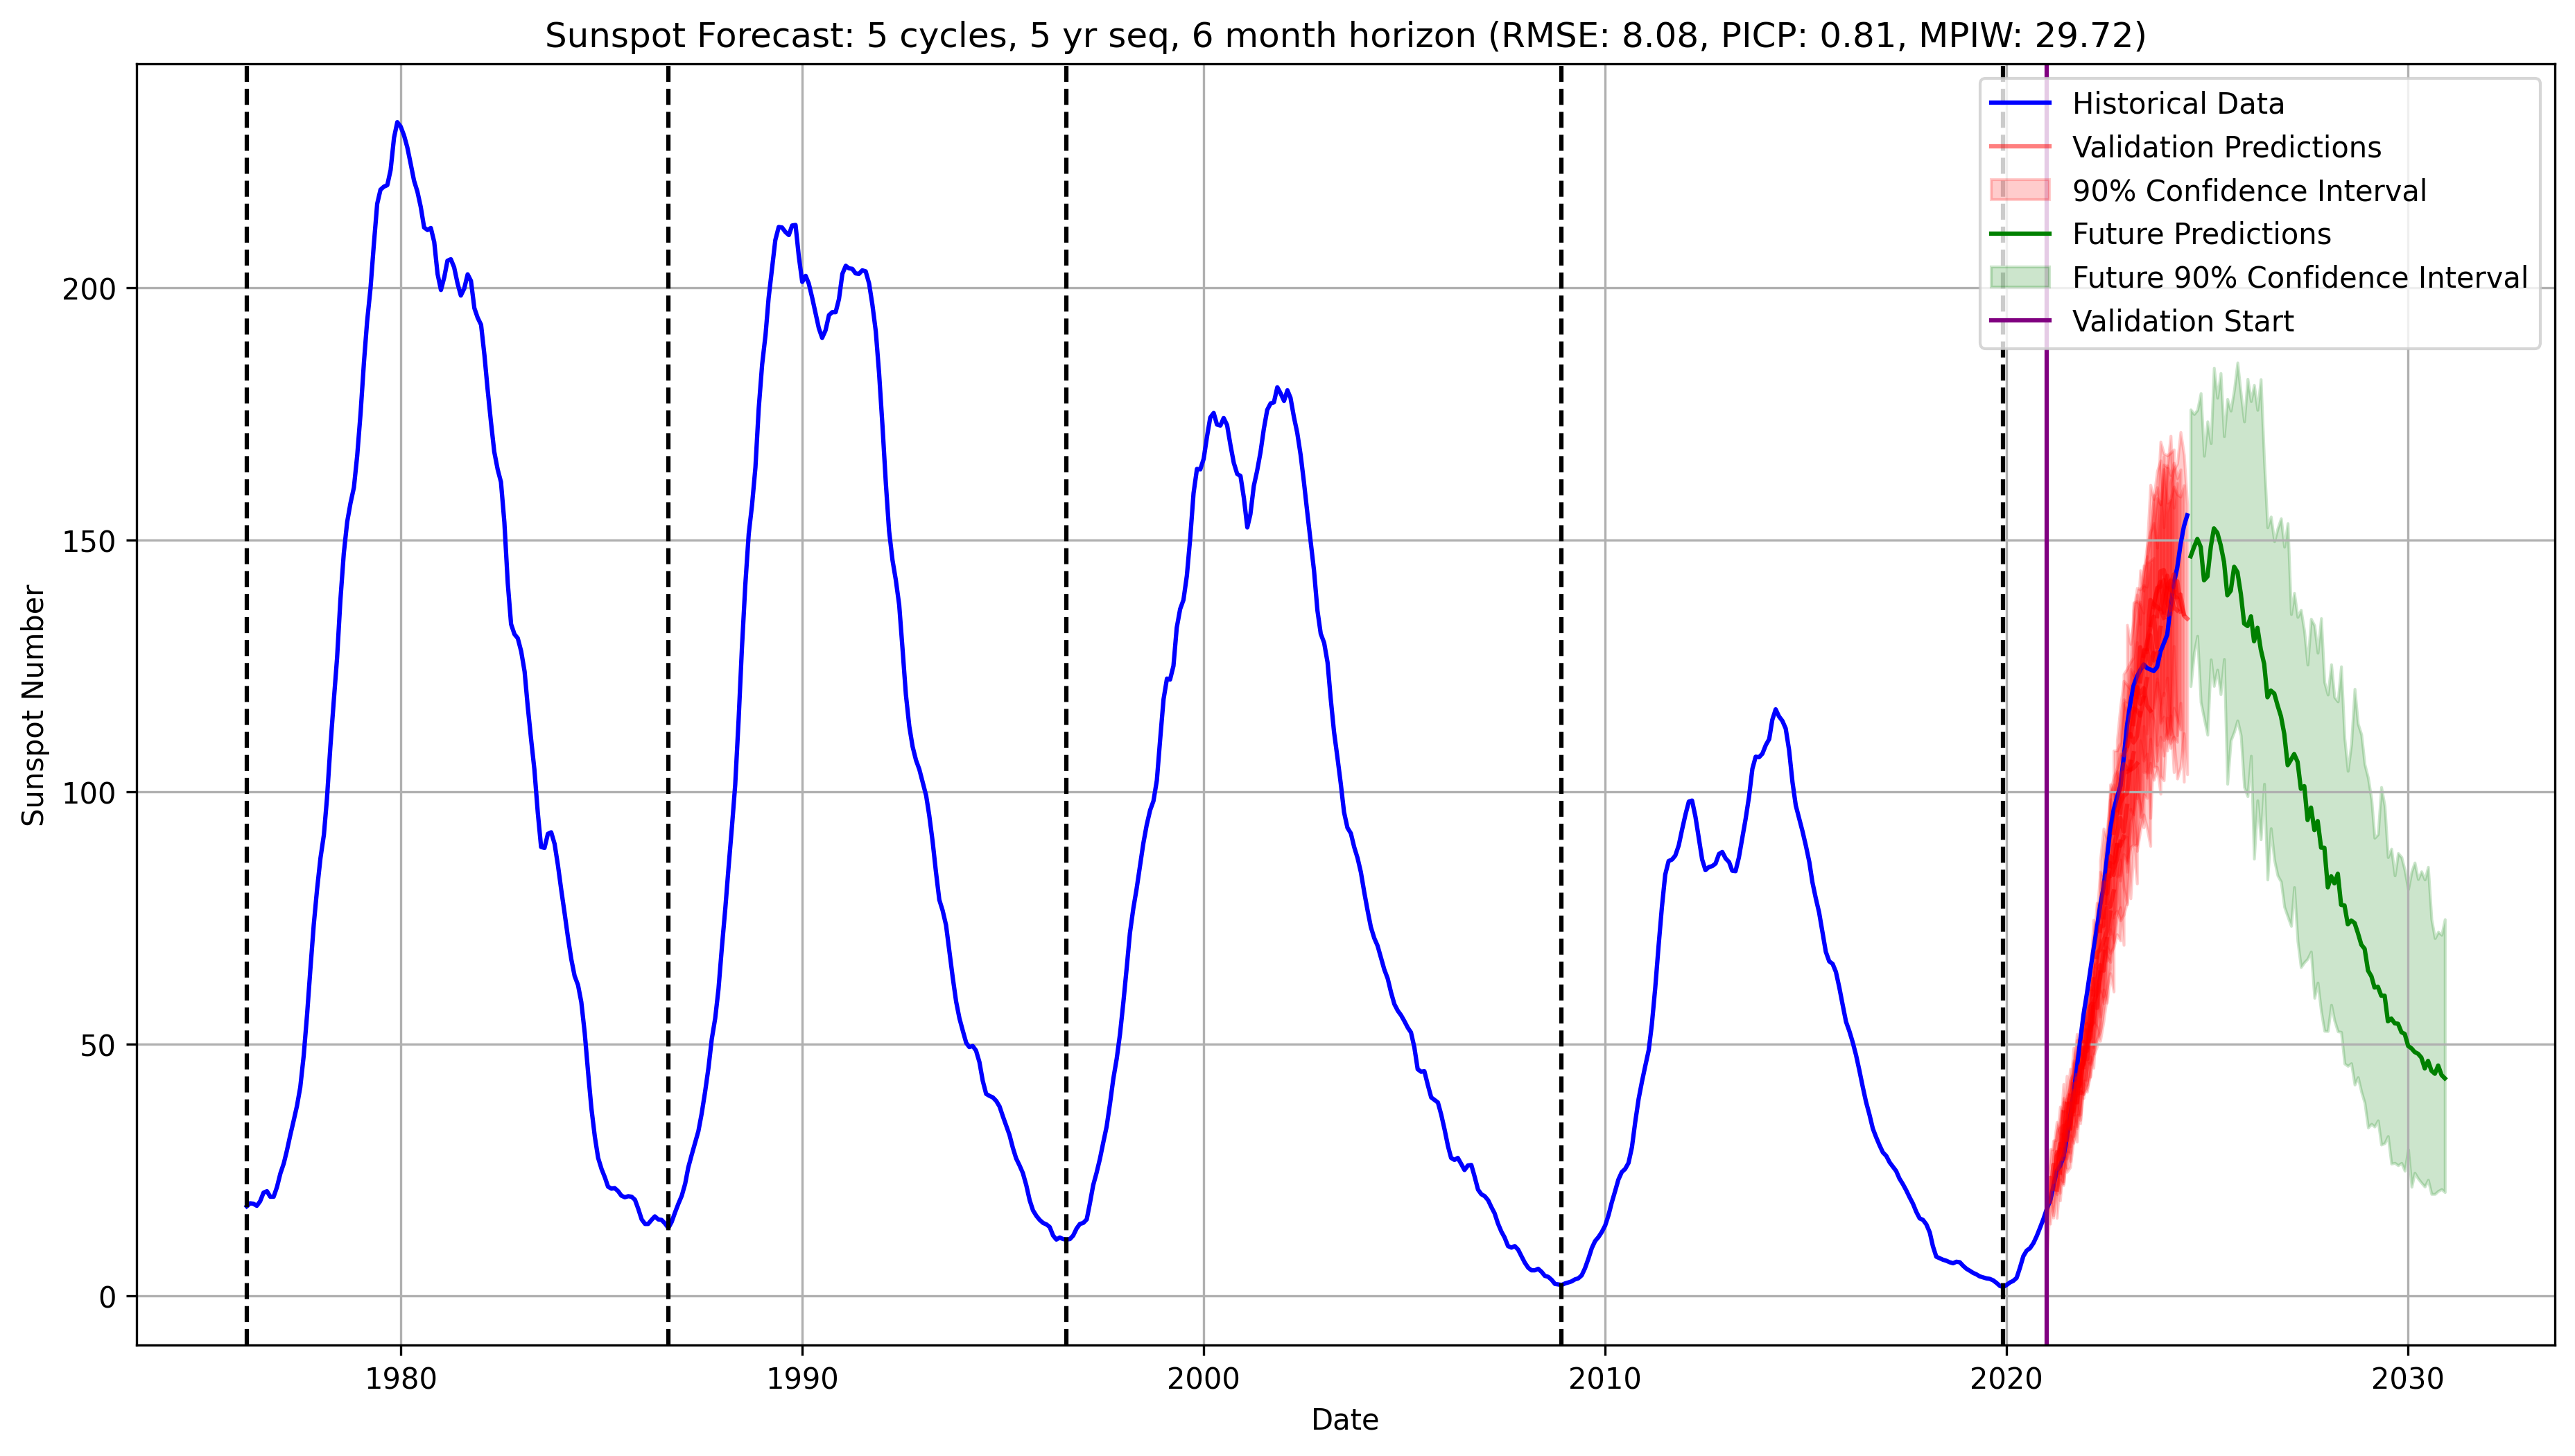 Sunspot Forecast: 5 cycles, 5 yr seq, 6 month horizon (RMSE: 8.08, PICP: 0.81, MPIW: 29.72)
Historical Data
Validation Predictions
90% Confidence Interval
Future Predictions
Future 90% Confidence Interval
Validation Start
Sunspot Number
200
150
100
50
0
1980
1990
2000
2010
2020
2030
Date